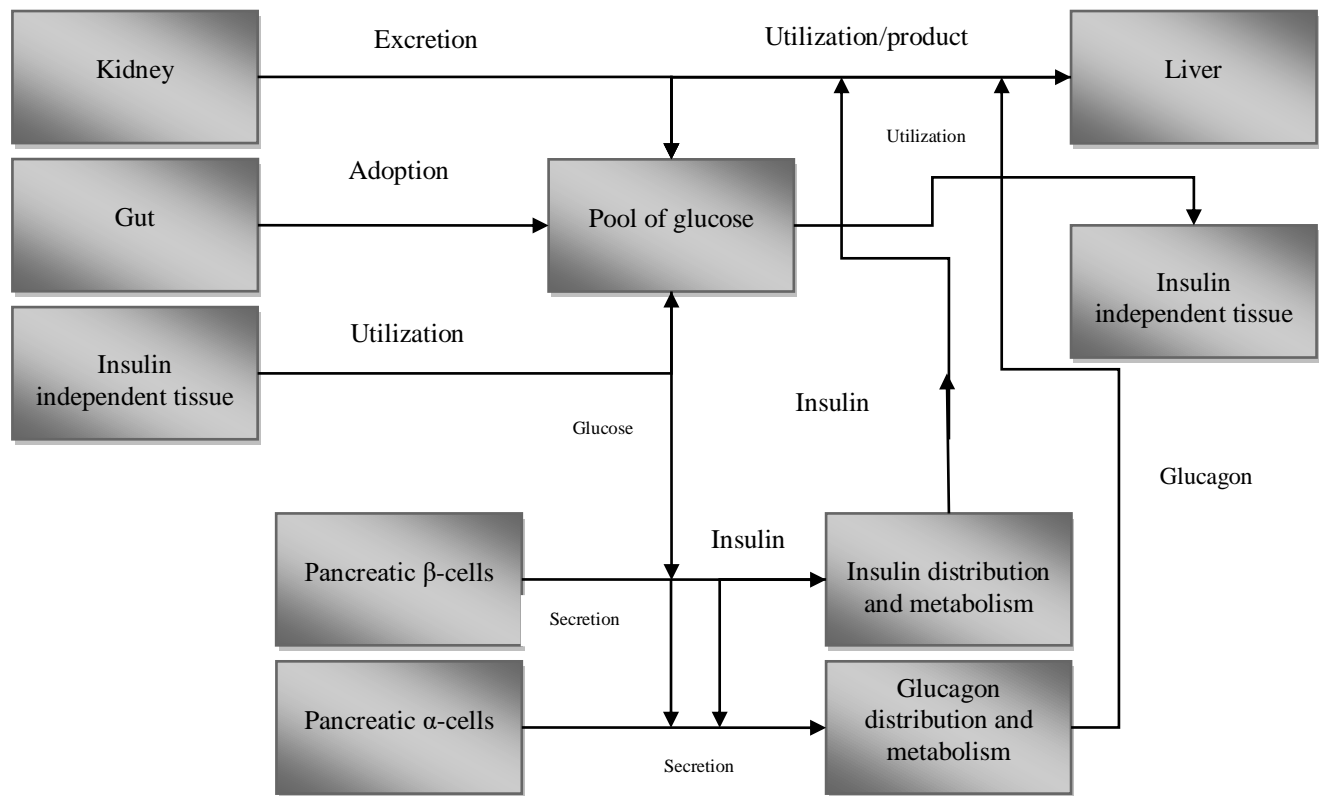 Excretion
Utilization/product
Kidney
Liver
Utilization
Adoption
Gut
Pool of glucose
Insulin
independent tissue
Utilization
Insulin
independent tissue
Insulin
Glucose
Glucagon
Insulin
Pancreatic β-cells
Insulin distribution
and metabolism
Secretion
Pancreatic α-cells
Glucagon
distribution and
metabolism
Secretion